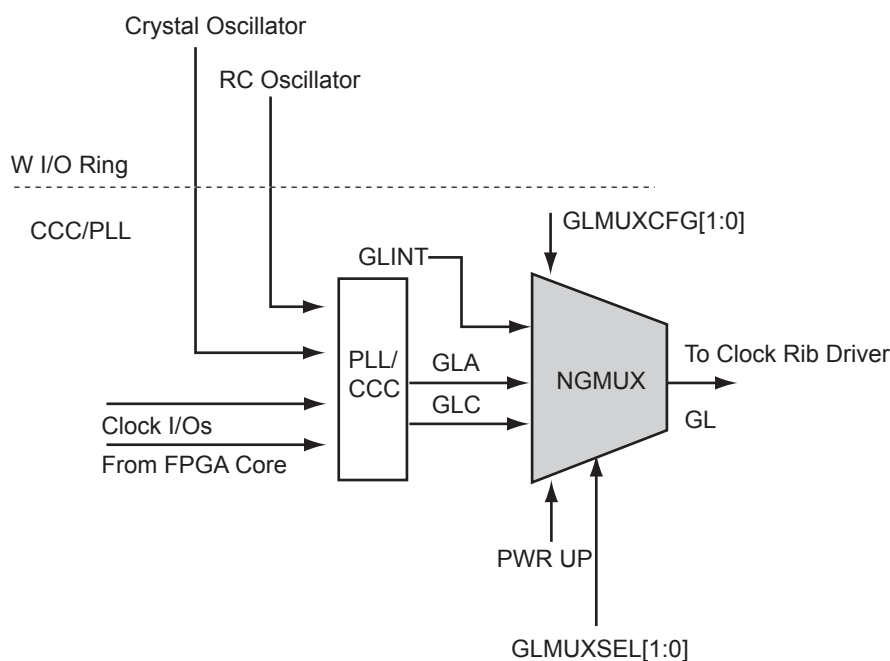 Crystal Oscillator
RC Oscillator
W I/O Ring
CCC/PLL
GLMUXCFG[1:0]
GLINT
PLL/
CCC
GLA
GLC
NGMUX
To Clock Rib Driver
GL
Clock I/Os
From FPGA Core
PWR UP
GLMUXSEL[1:0]